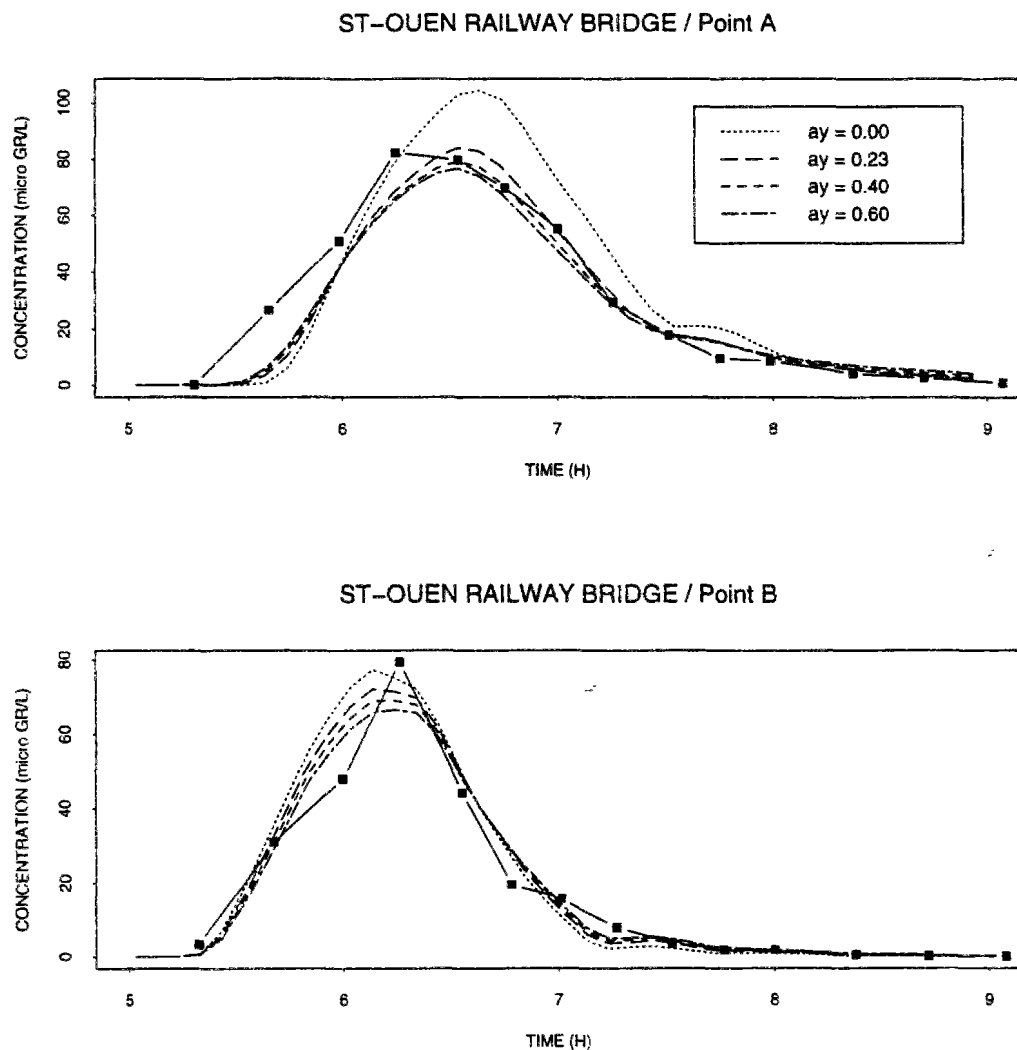 ST-OUEN RAILWAY BRIDGE / Point A
CONCENTRATION (micro GR/L)
100
80
60
40
20
0
ay = 0.00
ay = 0.23
ay = 0.40
ay = 0.60
5 6 7 8 9
TIME (H)
ST-OUEN RAILWAY BRIDGE / Point B
CONCENTRATION (micro GR/L)
80
60
40
20
0
5 6 7 8 9
TIME (H)